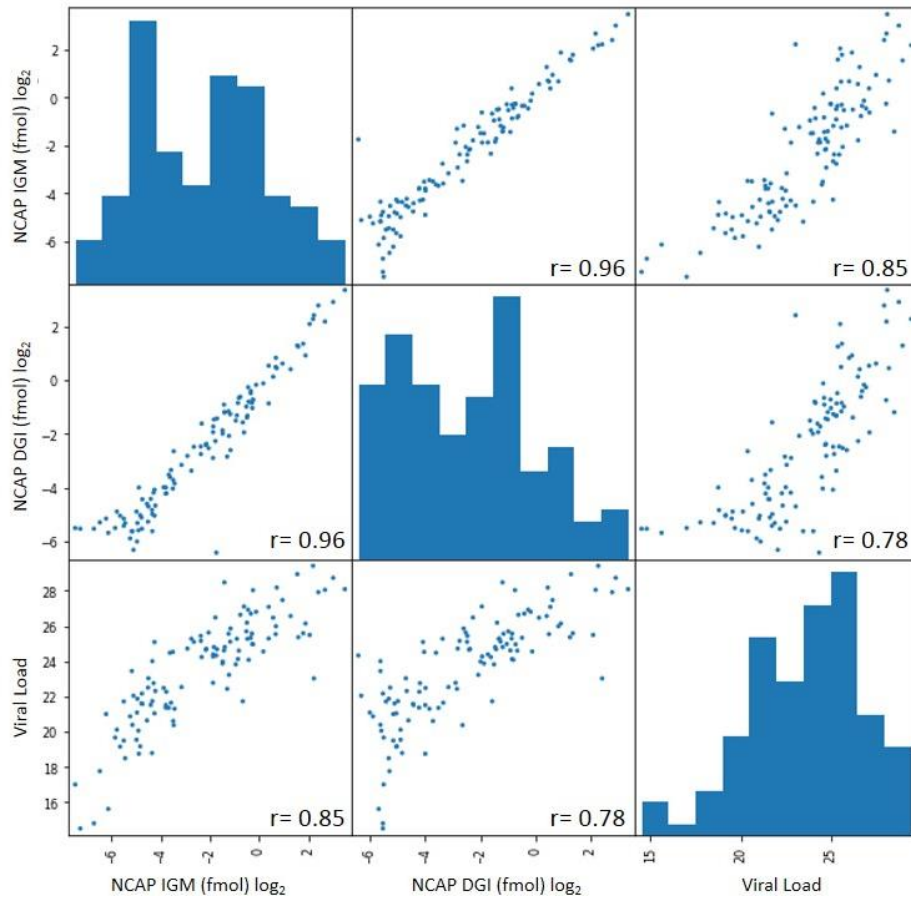 NCAP IGM (fmol) log2
2
0
-2
-4
-6
r= 0.96
r= 0.85
NCAP DGI (fmol) log2
2
0
-2
-4
-6
r= 0.96
r= 0.78
Viral Load
28
26
24
22
20
18
16
r= 0.85
r= 0.78
-6 -4 -2 0 2
-6 -4 -2 0 2
15 20 25
NCAP IGM (fmol) log2
NCAP DGI (fmol) log2
Viral Load